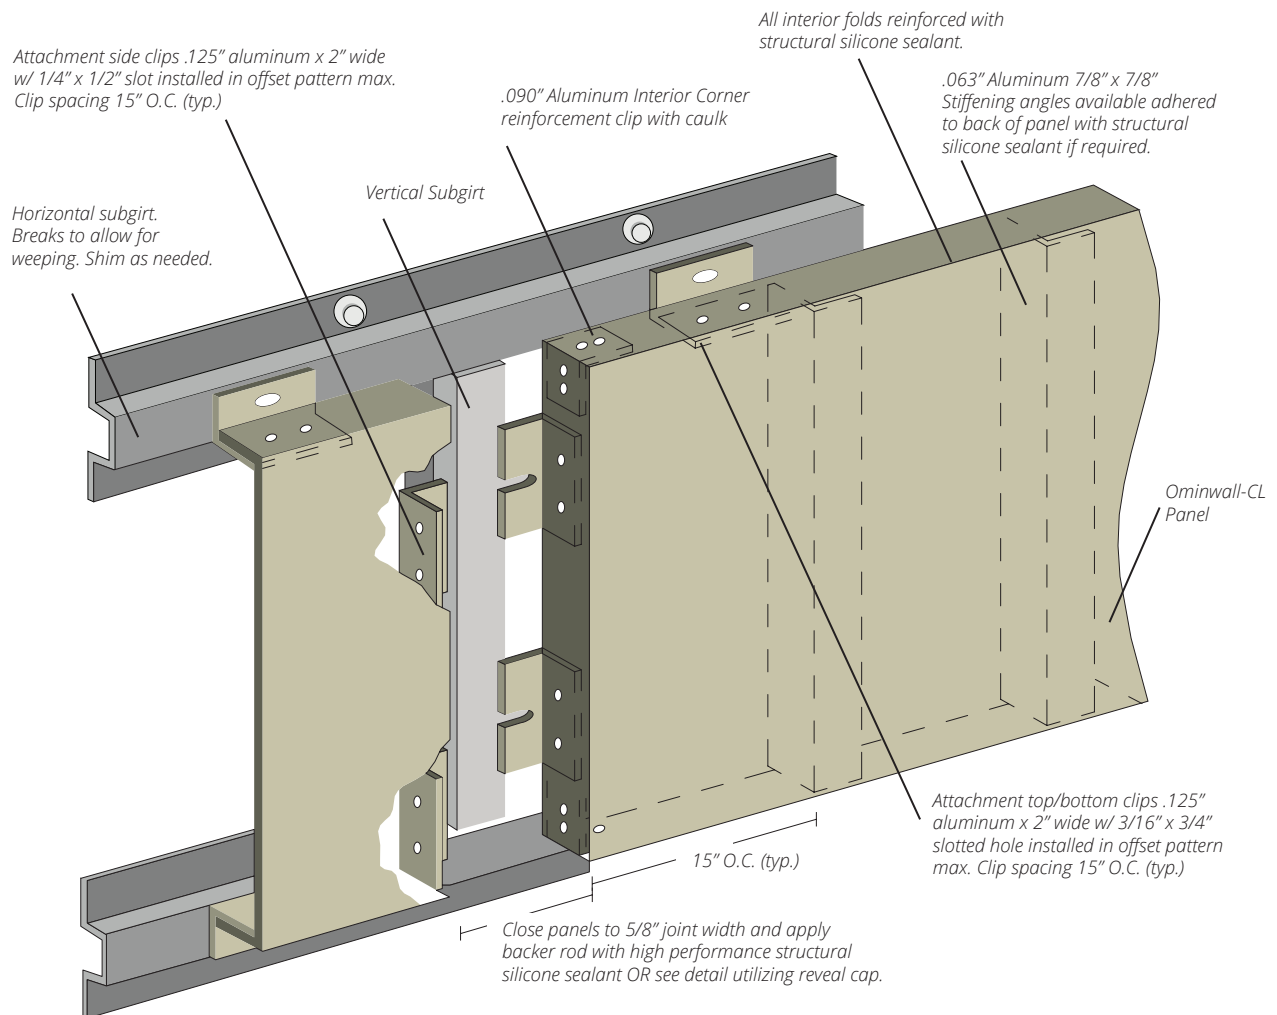 All interior folds reinforced with
structural silicone sealant.
Attachment side clips .125” aluminum x 2” wide
w/ 1/4” x 1/2” slot installed in offset pattern max.
Clip spacing 15” O.C. (typ.)
.063” Aluminum 7/8” x 7/8”
Stiffening angles available adhered
to back of panel with structural
silicone sealant if required.
.090” Aluminum Interior Corner
reinforcement clip with caulk
Vertical Subgirt
Horizontal subgirt.
Breaks to allow for
weeping. Shim as needed.
Ominwall-CL
Panel
Attachment top/bottom clips .125”
aluminum x 2” wide w/ 3/16” x 3/4”
slotted hole installed in offset pattern
max. Clip spacing 15” O.C. (typ.)
15” O.C. (typ.)
Close panels to 5/8” joint width and apply
backer rod with high performance structural
silicone sealant OR see detail utilizing reveal cap.